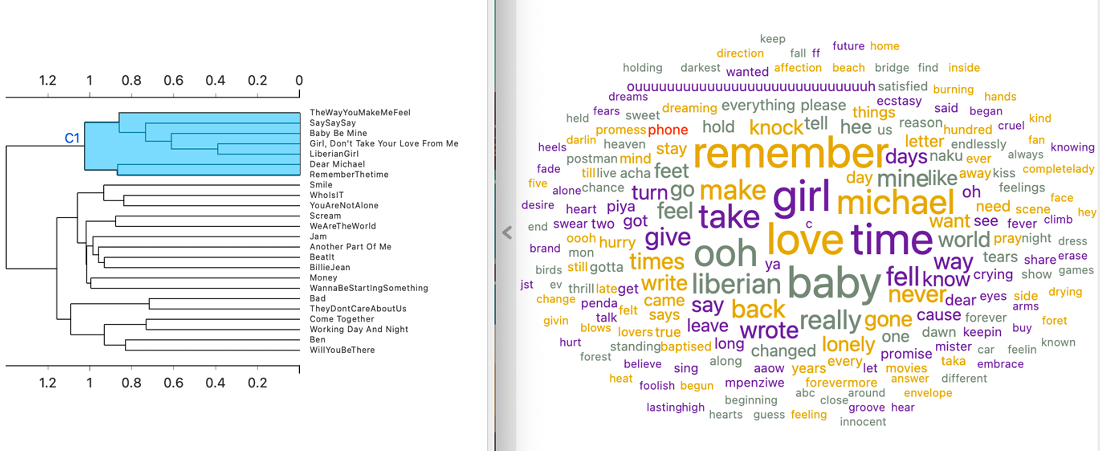 1.2 1 0.8 0.6 0.4 0.2 0
C1
TheWayYouMakeMeFeel
SaySaySay
Baby Be Mine
Girl, Don't Take Your Love From Me
LiberianGirl
Dear Michael
RememberThetime
Smile
WhoIsIT
YouAreNotAlone
Scream
WeAreTheWorld
Jam
Another Part Of Me
BeatIt
BillieJean
Money
WannaBeStartIngSomething
Bad
TheyDontCareAboutUs
Come Together
Working Day And Night
Ben
WillYouBeThere
1.2 1 0.8 0.6 0.4 0.2 0
<
keep
direction fall ff future home
holding darkest wanted affection beach bridge find inside
ouuuuuuuuuuuuuuuuuuuuuuuuuuh satisfied burning
dreams ecstasy hands
fears dreaming everything please things said began
held sweet reason cruel kind
promess phone hold knock tell hee us hundred
darlin letter endlessly fan
heels heaven stay remember days naku ever always knowing
postman mind
fade till live acha feet day mine like away kiss completelady
five alone chance turn go make girl michael oh feelings
desire heart piya feel take need scene face hey
end swear two got c want see fever climb
oooh hurry give love time world pray night dress
brand mon ooh tears share erase
birds still gotta times ya way crying show games
jst ev thrill late get write liberian baby fell know
change penda felt came say back never dear eyes side drying
givin talk says arms
blows lovers true leave wrote really gone cause forever buy foret
hurt standing baptised long changed lonely one dawn keepin known
forest along mister car feelin
believe sing aaow years every let promise taka embrace
heat foolish begun mpenziwe forevermore movies answer different
beginning abc close around envelope
lastinghigh hearts guess feeling groove hear
innocent